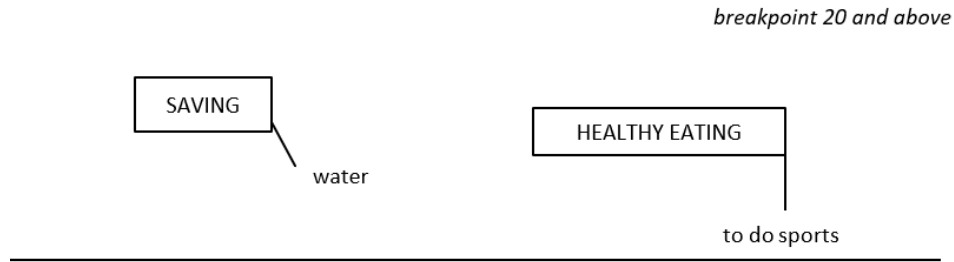 breakpoint 20 and above
SAVING
HEALTHY EATING
water
to do sports